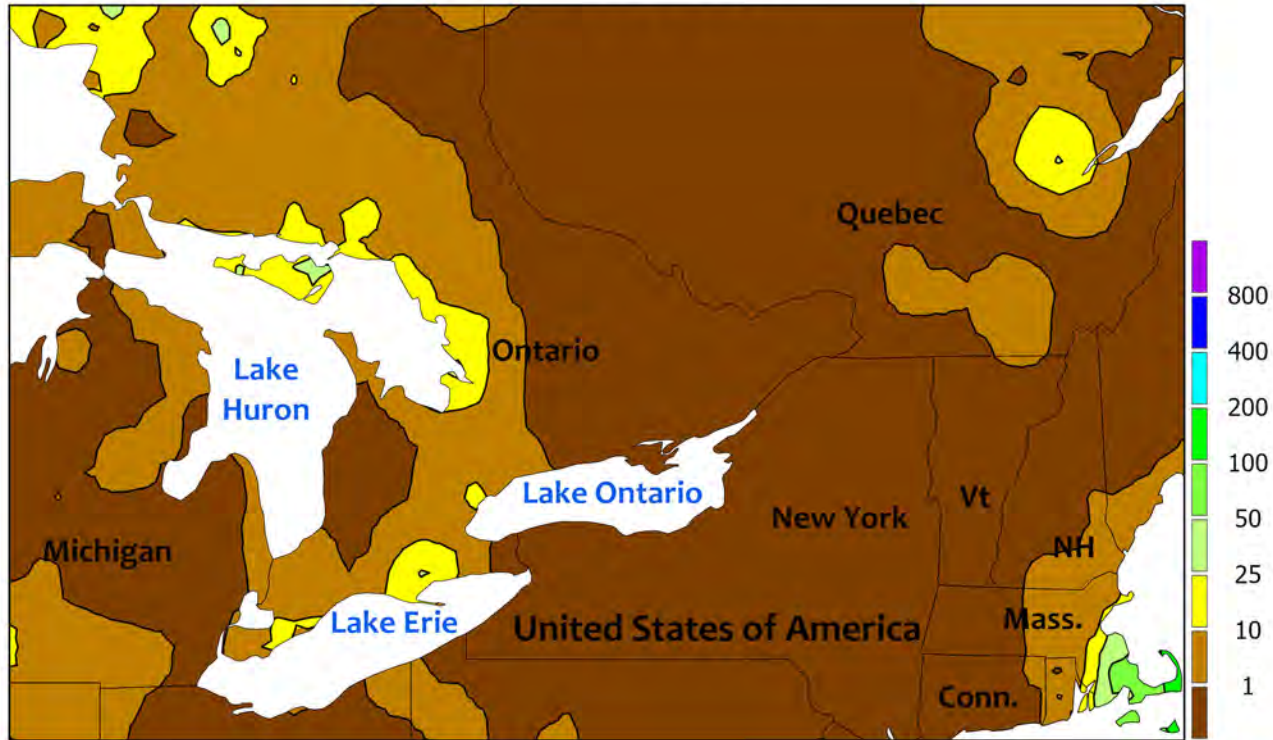 Quebec
Ontario
Lake
Huron
Lake Ontario
New York
Vt
Michigan
NH
Lake Erie
United States of America
Mass.
Conn.
800
400
200
100
50
25
10
1